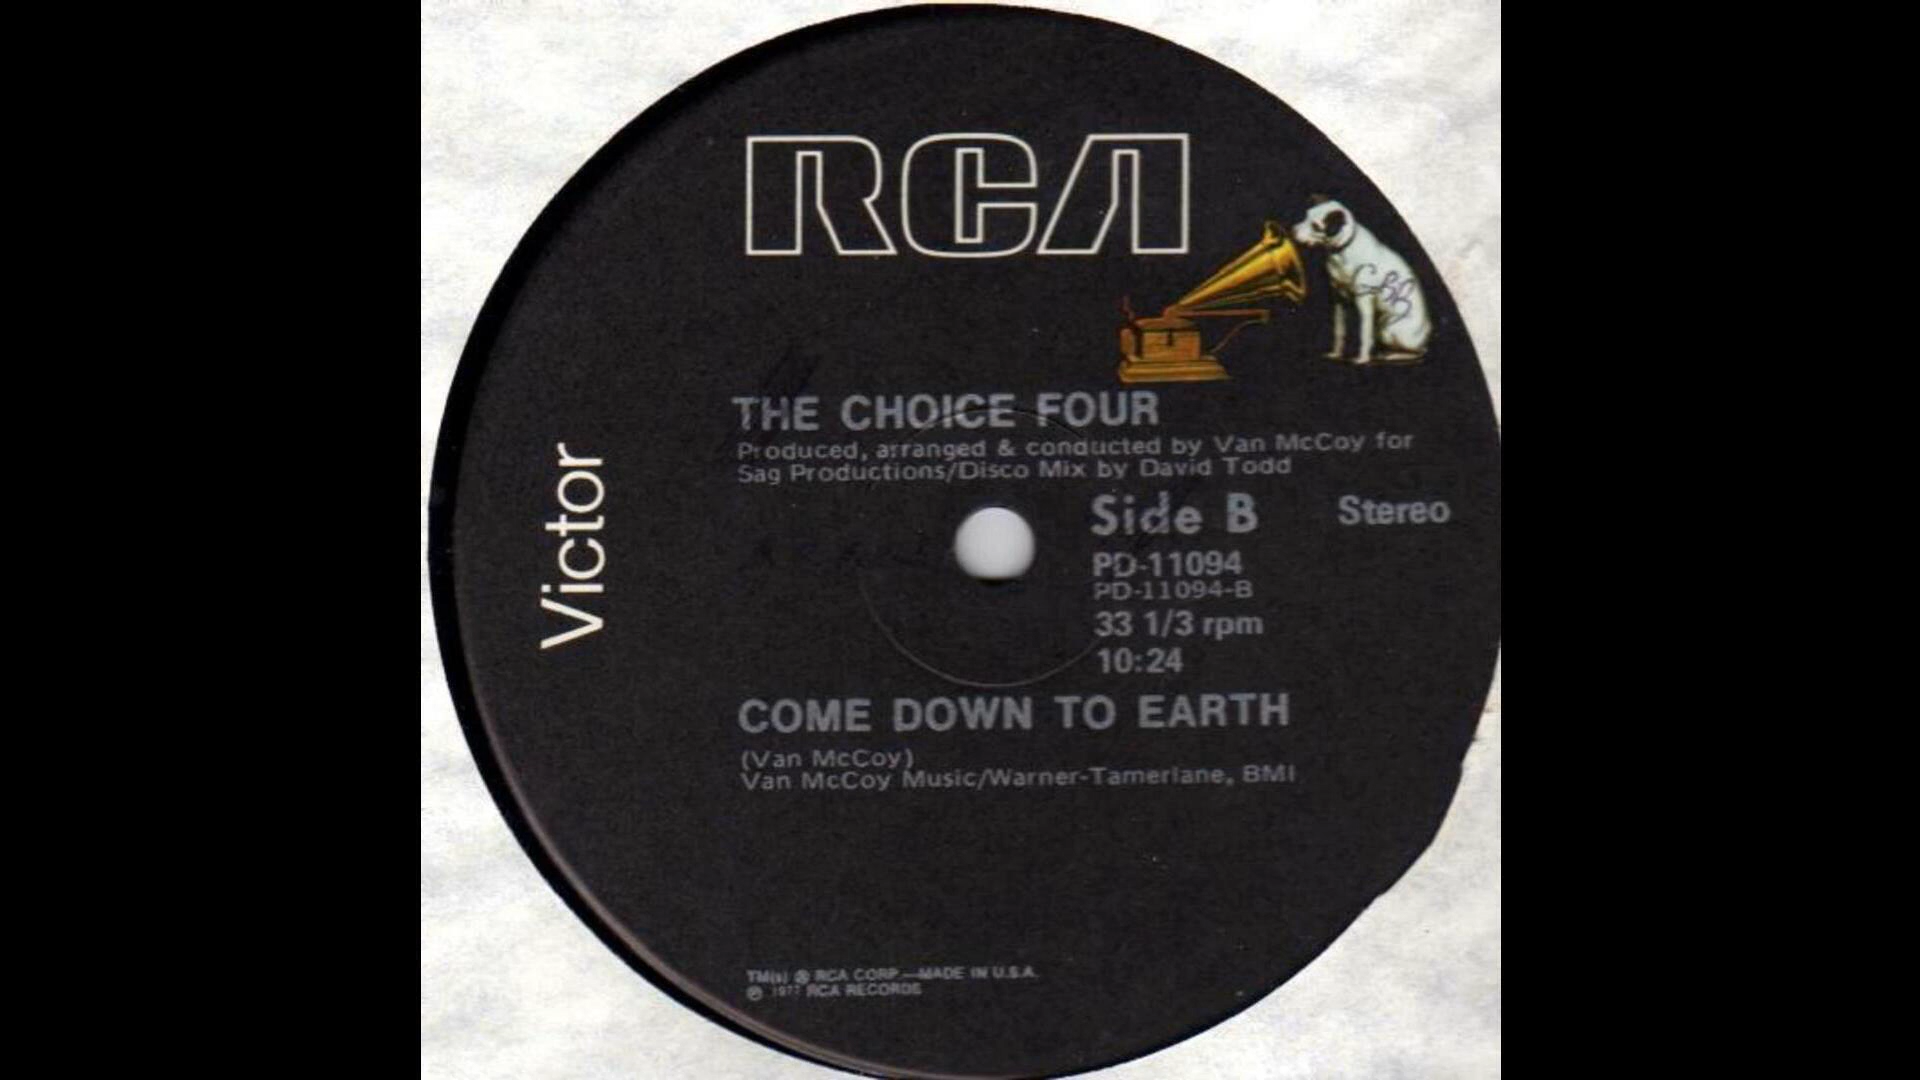 RCA
Victor
THE CHOICE FOUR
Produced, arranged & conducted by Van McCoy for
Sag Productions/Disco Mix by David Todd
Side B
Stereo
PD-11094
PD-11094-B
33 1/3 rpm
10:24
COME DOWN TO EARTH
(Van McCoy)
Van McCoy Music/Warner-Tamerlane, BMI
TM(s) ® RCA CORP.—MADE IN U.S.A.
℗ 1977 RCA RECORDS